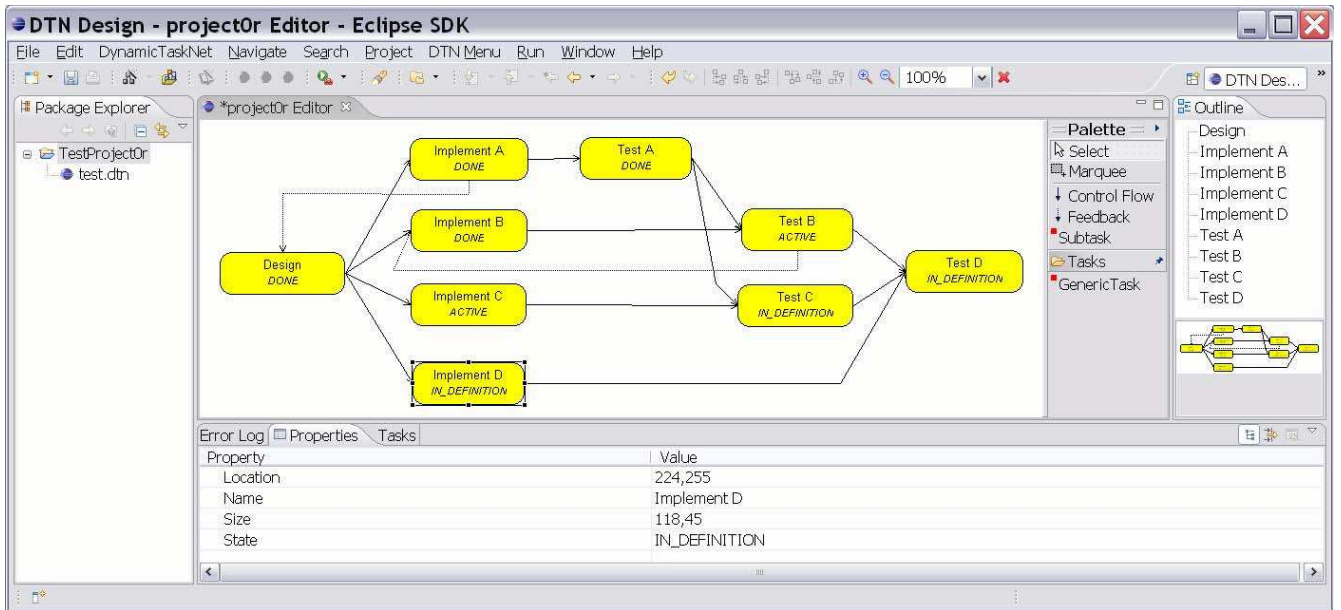 DTN Design - project0r Editor - Eclipse SDK
File Edit DynamicTaskNet Navigate Search Project DTN Menu Run Window Help
100%
DTN Des...
»
Package Explorer
TestProject0r
test.dtn
*project0r Editor
Implement A
DONE
Test A
DONE
Implement B
DONE
Test B
ACTIVE
Design
DONE
Test D
IN_DEFINITION
Implement C
ACTIVE
Test C
IN_DEFINITION
Implement D
IN_DEFINITION
Palette
Select
Marquee
Control Flow
Feedback
Subtask
Tasks
GenericTask
Outline
Design
Implement A
Implement B
Implement C
Implement D
Test A
Test B
Test C
Test D
Error Log Properties Tasks
Property Value
Location 224,255
Name Implement D
Size 118,45
State IN_DEFINITION